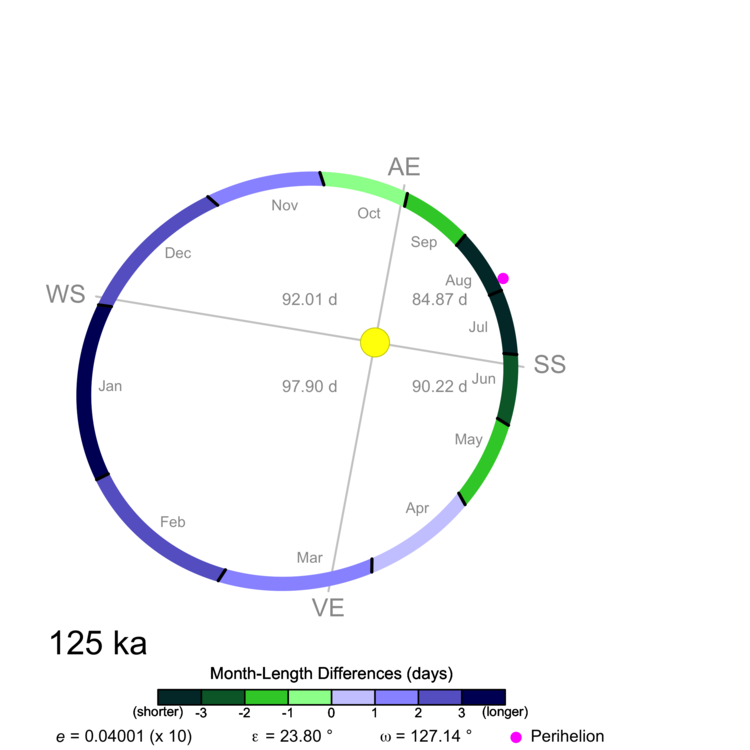 AE
Nov
Oct
Sep
Dec
Aug
WS
92.01 d
84.87 d
Jul
SS
Jan
97.90 d
90.22 d
Jun
May
Apr
Feb
Mar
VE
125 ka
Month-Length Differences (days)
(shorter) -3 -2 -1 0 1 2 3 (longer)
e = 0.04001 (x 10) ε = 23.80 ° ω = 127.14 ° Perihelion